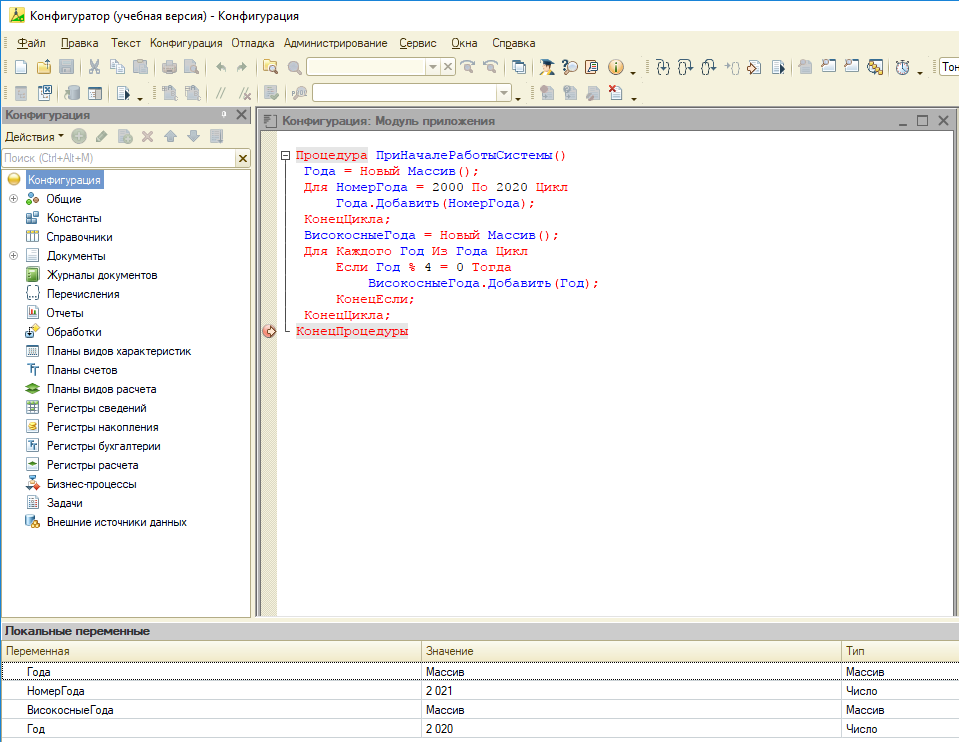 Конфигуратор (учебная версия) - Конфигурация
Файл Правка Текст Конфигурация Отладка Администрирование Сервис Окна Справка
Тон
Конфигурация
Действия
Поиск (Ctrl+Alt+M)
Конфигурация
Общие
Константы
Справочники
Документы
Журналы документов
Перечисления
Отчеты
Обработки
Планы видов характеристик
Планы счетов
Планы видов расчета
Регистры сведений
Регистры накопления
Регистры бухгалтерии
Регистры расчета
Бизнес-процессы
Задачи
Внешние источники данных
Конфигурация: Модуль приложения
Процедура ПриНачалеРаботыСистемы()
Года = Новый Массив();
Для НомерГода = 2000 По 2020 Цикл
Года.Добавить(НомерГода);
КонецЦикла;
ВисокосныеГода = Новый Массив();
Для Каждого Год Из Года Цикл
Если Год % 4 = 0 Тогда
ВисокосныеГода.Добавить(Год);
КонецЕсли;
КонецЦикла;
КонецПроцедуры
Локальные переменные
Переменная Значение Тип
Года Массив Массив
НомерГода 2 021 Число
ВисокосныеГода Массив Массив
Год 2 020 Число